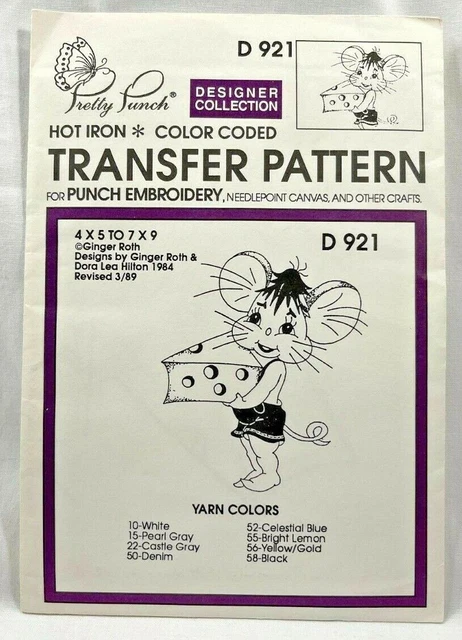 D 921
Pretty Punch®
DESIGNER
COLLECTION
HOT IRON * COLOR CODED
TRANSFER PATTERN
FOR PUNCH EMBROIDERY, NEEDLEPOINT CANVAS, AND OTHER CRAFTS.
4 X 5 TO 7 X 9
©Ginger Roth
Designs by Ginger Roth &
Dora Lea Hilton 1984
Revised 3/89
D 921
YARN COLORS
10-White
15-Pearl Gray
22-Castle Gray
50-Denim
52-Celestial Blue
55-Bright Lemon
56-Yellow/Gold
58-Black